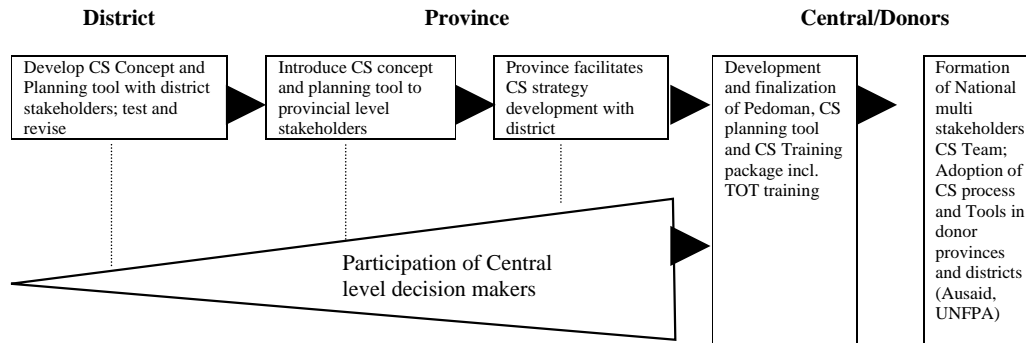 District
Province
Central/Donors
Develop CS Concept and
Planning tool with district
stakeholders; test and
revise
Introduce CS concept
and planning tool to
provincial level
stakeholders
Province facilitates
CS strategy
development with
district
Development
and finalization
of Pedoman, CS
planning tool
and CS Training
package incl.
TOT training
Formation
of National
multi
stakeholders
CS Team;
Adoption of
CS process
and Tools in
donor
provinces
and districts
(Ausaid,
UNFPA)
Participation of Central
level decision makers